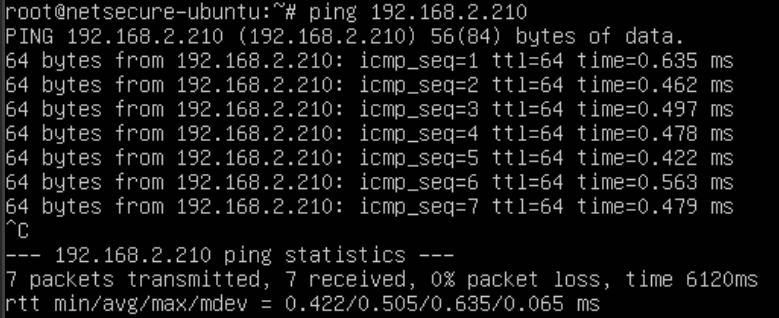 root@netsecure-ubuntu:~# ping 192.168.2.210
PING 192.168.2.210 (192.168.2.210) 56(84) bytes of data.
64 bytes from 192.168.2.210: icmp_seq=1 ttl=64 time=0.635 ms
64 bytes from 192.168.2.210: icmp_seq=2 ttl=64 time=0.462 ms
64 bytes from 192.168.2.210: icmp_seq=3 ttl=64 time=0.497 ms
64 bytes from 192.168.2.210: icmp_seq=4 ttl=64 time=0.478 ms
64 bytes from 192.168.2.210: icmp_seq=5 ttl=64 time=0.422 ms
64 bytes from 192.168.2.210: icmp_seq=6 ttl=64 time=0.563 ms
64 bytes from 192.168.2.210: icmp_seq=7 ttl=64 time=0.479 ms
^C
--- 192.168.2.210 ping statistics ---
7 packets transmitted, 7 received, 0% packet loss, time 6120ms
rtt min/avg/max/mdev = 0.422/0.505/0.635/0.065 ms